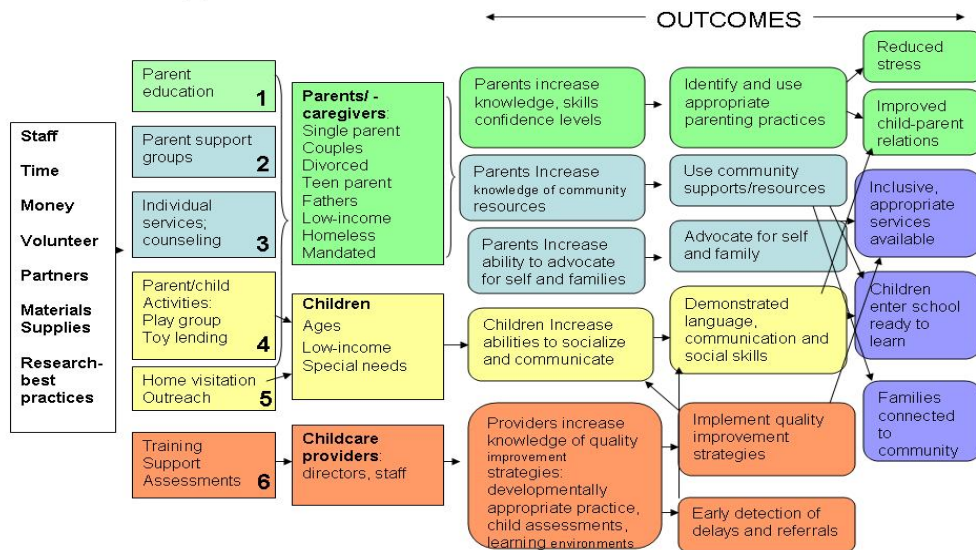 OUTCOMES
Staff
Time
Money
Volunteer
Partners
Materials
Supplies
Research-
best
practices
Parent
education
1
Parent support
groups
2
Individual
services;
counseling
3
Parent/child
Activities:
Play group
Toy lending
4
Home visitation
Outreach
5
Training
Support
Assessments
6
Parents/ -
caregivers:
Single parent
Couples
Divorced
Teen parent
Fathers
Low-income
Homeless
Mandated
Children
Ages
Low-income
Special needs
Childcare
providers:
directors, staff
Parents increase
knowledge, skills
confidence levels
Parents Increase
knowledge of community
resources
Parents Increase
ability to advocate
for self and families
Children Increase
abilities to socialize
and communicate
Providers increase
knowledge of quality
improvement
strategies:
developmentally
appropriate practice,
child assessments,
learning environments
Identify and use
appropriate
parenting practices
Use community
supports/resources
Advocate for self
and family
Demonstrated
language,
communication and
social skills
Implement quality
improvement
strategies
Early detection of
delays and referrals
Reduced
stress
Improved
child-parent
relations
Inclusive,
appropriate
services
available
Children
enter school
ready to
learn
Families
connected
to
community